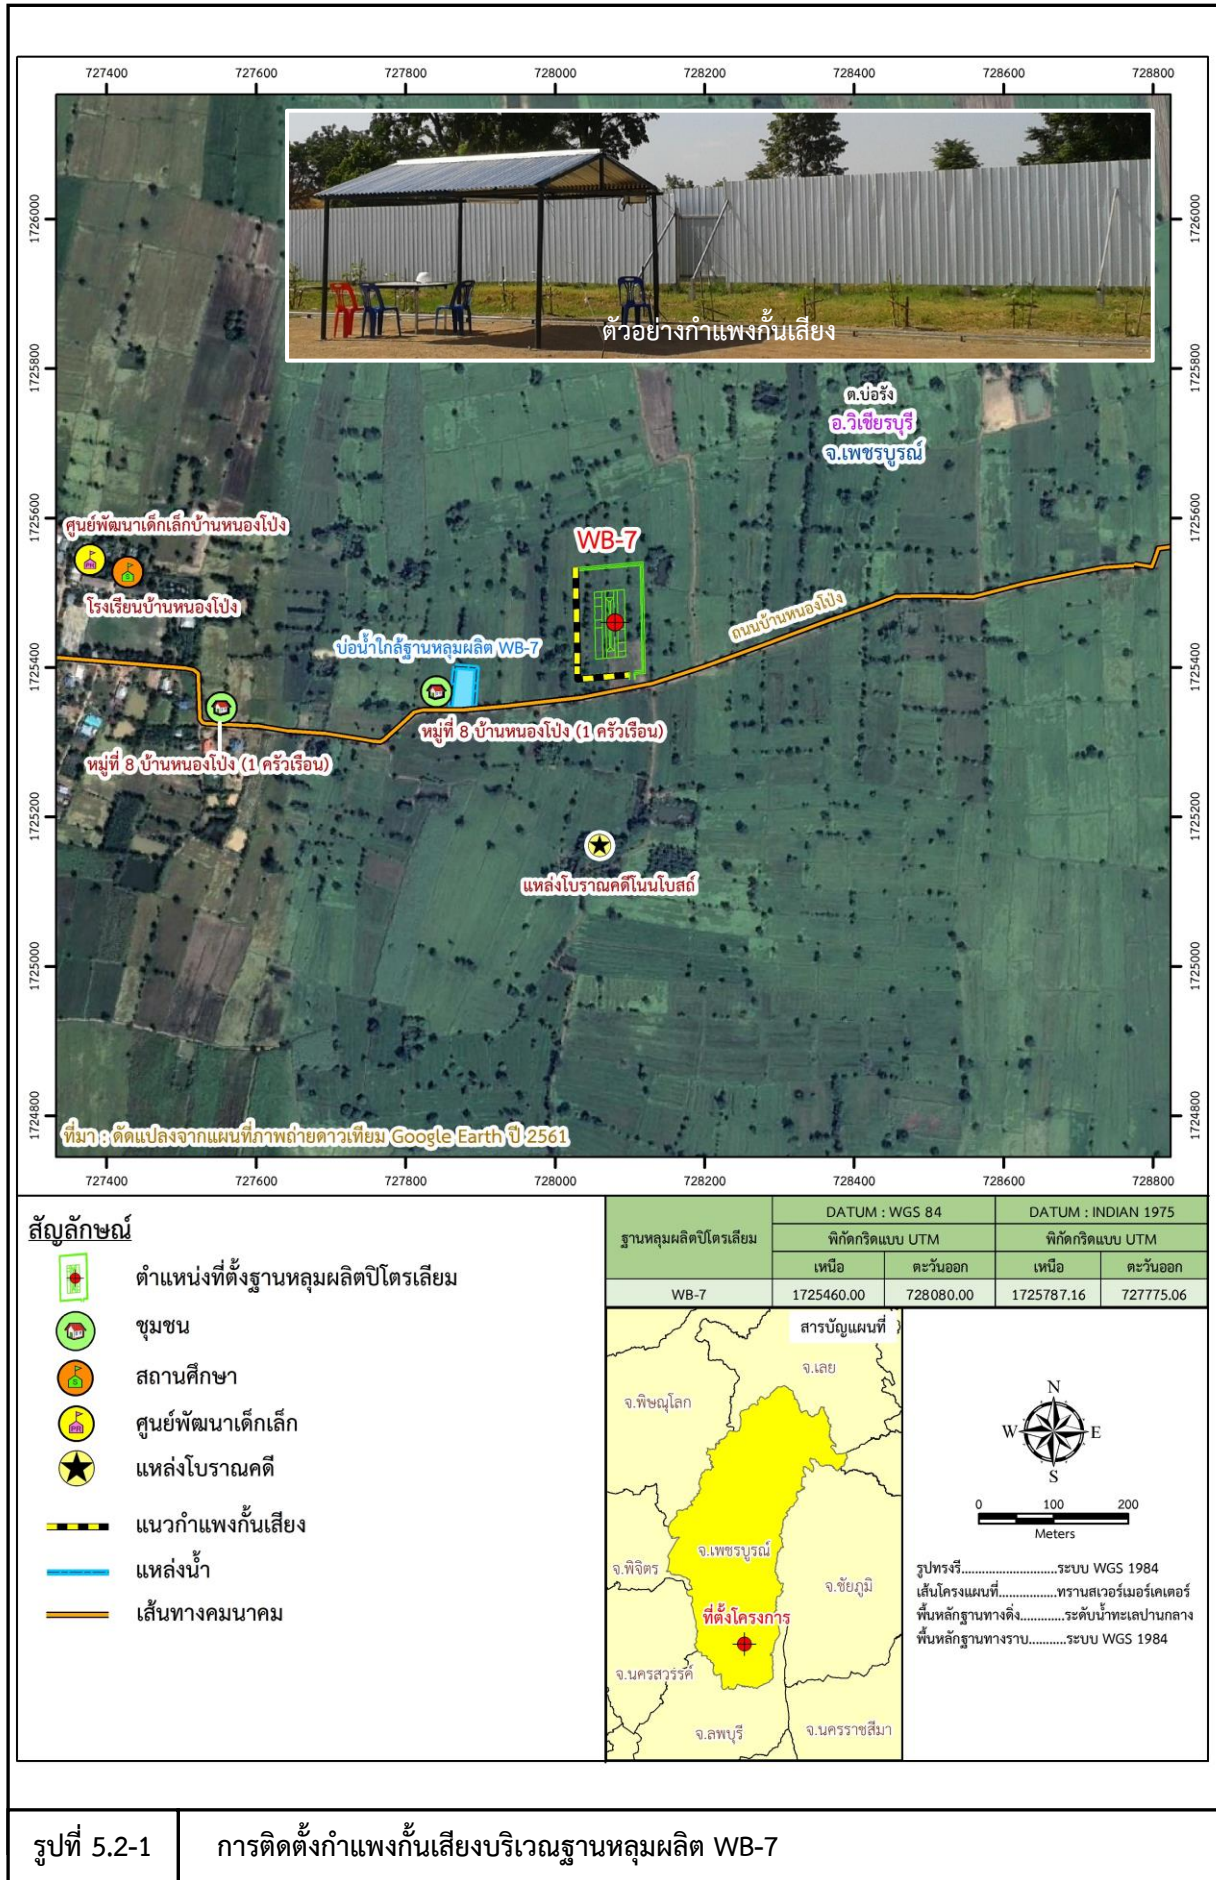 727400 727600 727800 728000 728200 728400 728600 728800
1726000 1726000
ตัวอย่างกำแพงกั้นเสียง
1725800 1725800
ต.บ่อรัง
อ.วิเชียรบุรี
จ.เพชรบูรณ์
1725600 1725600
ศูนย์พัฒนาเด็กเล็กบ้านหนองโป่ง
WB-7
โรงเรียนบ้านหนองโป่ง
ถนนบ้านหนองโป่ง
บ่อน้ำใกล้ฐานหลุมผลิต WB-7
1725400 1725400
หมู่ที่ 8 บ้านหนองโป่ง (1 ครัวเรือน)
หมู่ที่ 8 บ้านหนองโป่ง (1 ครัวเรือน)
1725200 1725200
แหล่งโบราณคดีโนนโบสถ์
1725000 1725000
1724800 1724800
ที่มา : ดัดแปลงจากแผนที่ภาพถ่ายดาวเทียม Google Earth ปี 2561
727400 727600 727800 728000 728200 728400 728600 728800
สัญลักษณ์
ตำแหน่งที่ตั้งฐานหลุมผลิตปิโตรเลียม
ชุมชน
สถานศึกษา
ศูนย์พัฒนาเด็กเล็ก
แหล่งโบราณคดี
แนวกำแพงกั้นเสียง
แหล่งน้ำ
เส้นทางคมนาคม
ฐานหลุมผลิตปิโตรเลียม
DATUM : WGS 84 DATUM : INDIAN 1975
พิกัดกริดแบบ UTM พิกัดกริดแบบ UTM
เหนือ ตะวันออก เหนือ ตะวันออก
WB-7 1725460.00 728080.00 1725787.16 727775.06
สารบัญแผนที่
จ.เลย
จ.พิษณุโลก
จ.เพชรบูรณ์
จ.พิจิตร
จ.ชัยภูมิ
ที่ตั้งโครงการ
จ.นครสวรรค์
จ.ลพบุรี
จ.นครราชสีมา
N
W E
S
0 100 200
Meters
รูปทรงรี............................ระบบ WGS 1984
เส้นโครงแผนที่.................ทรานสเวอร์เมอร์เคเตอร์
พื้นหลักฐานทางดิ่ง.............ระดับน้ำทะเลปานกลาง
พื้นหลักฐานทางราบ...........ระบบ WGS 1984
รูปที่ 5.2-1
การติดตั้งกำแพงกั้นเสียงบริเวณฐานหลุมผลิต WB-7